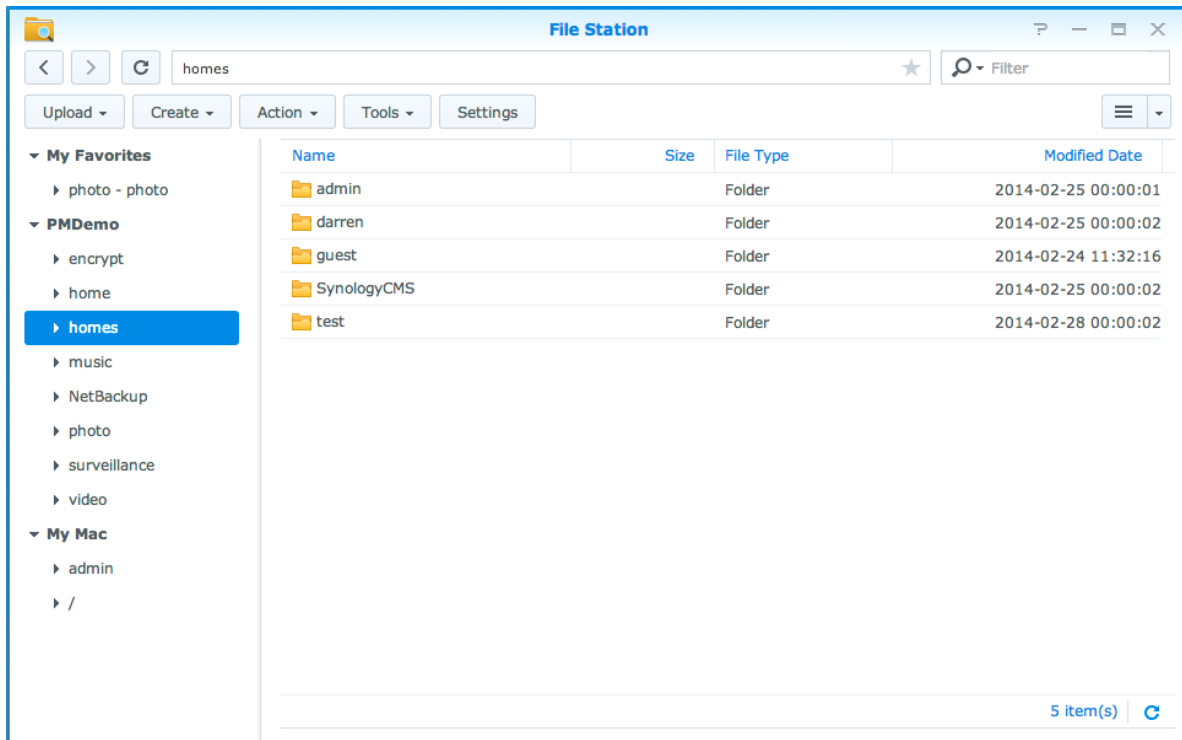 File Station
homes
Filter
Upload Create Action Tools Settings
My Favorites
photo - photo
PMDemo
encrypt
home
homes
music
NetBackup
photo
surveillance
video
My Mac
admin
/
Name Size File Type Modified Date
admin Folder 2014-02-25 00:00:01
darren Folder 2014-02-25 00:00:02
guest Folder 2014-02-24 11:32:16
SynologyCMS Folder 2014-02-25 00:00:02
test Folder 2014-02-28 00:00:02
5 item(s)